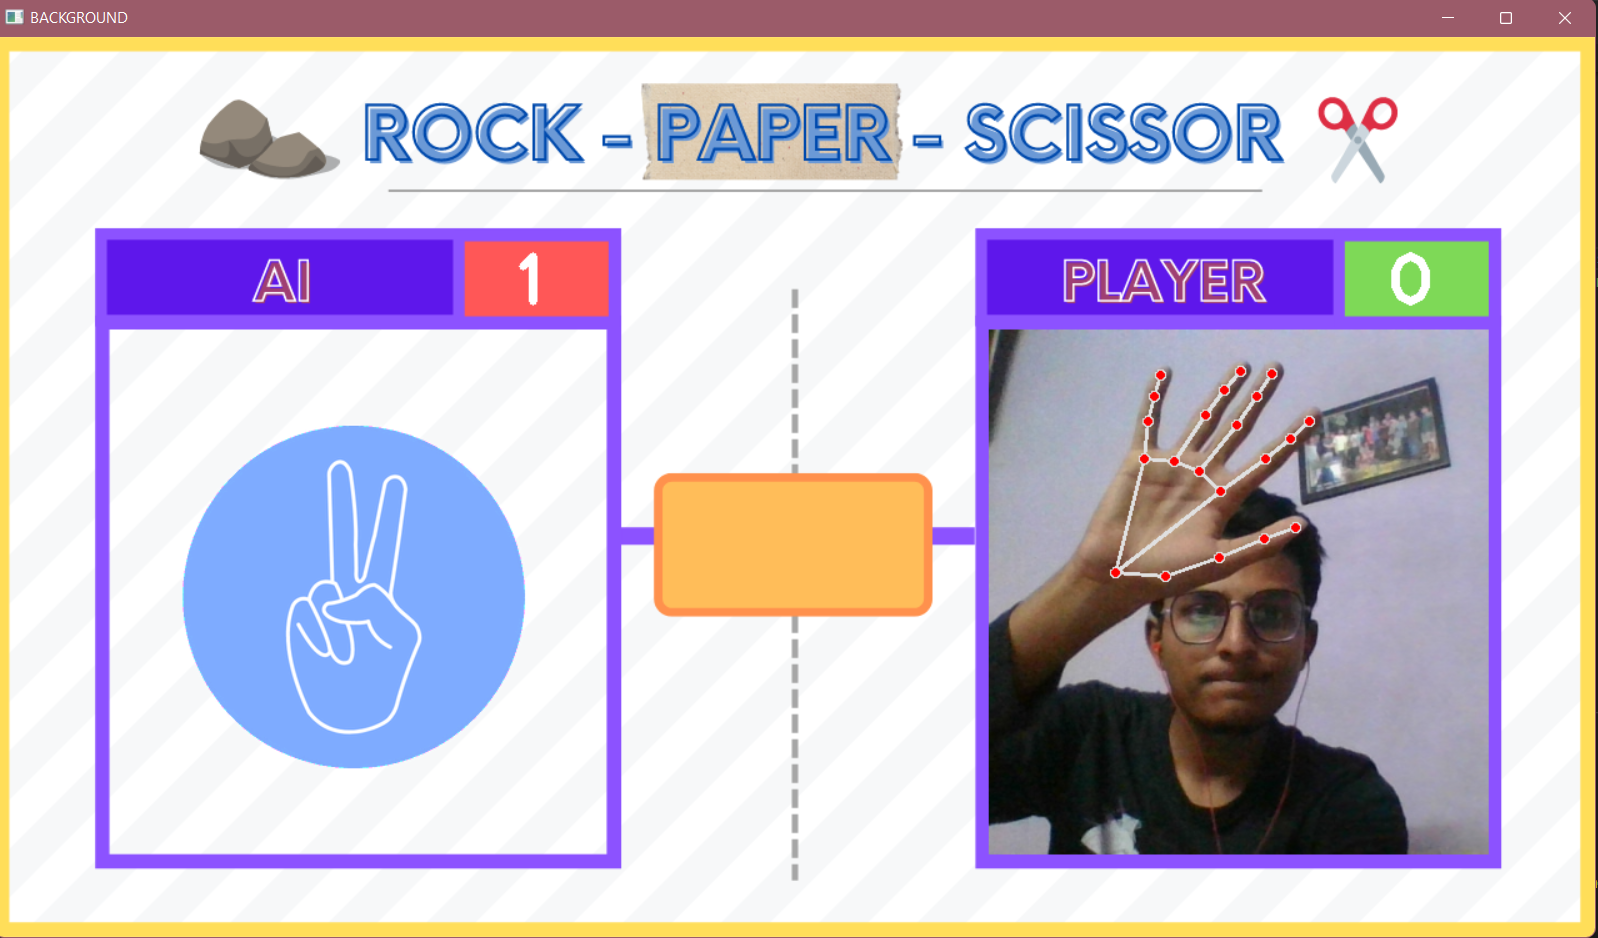 BACKGROUND
ROCK - PAPER - SCISSOR
AI 1
PLAYER 0